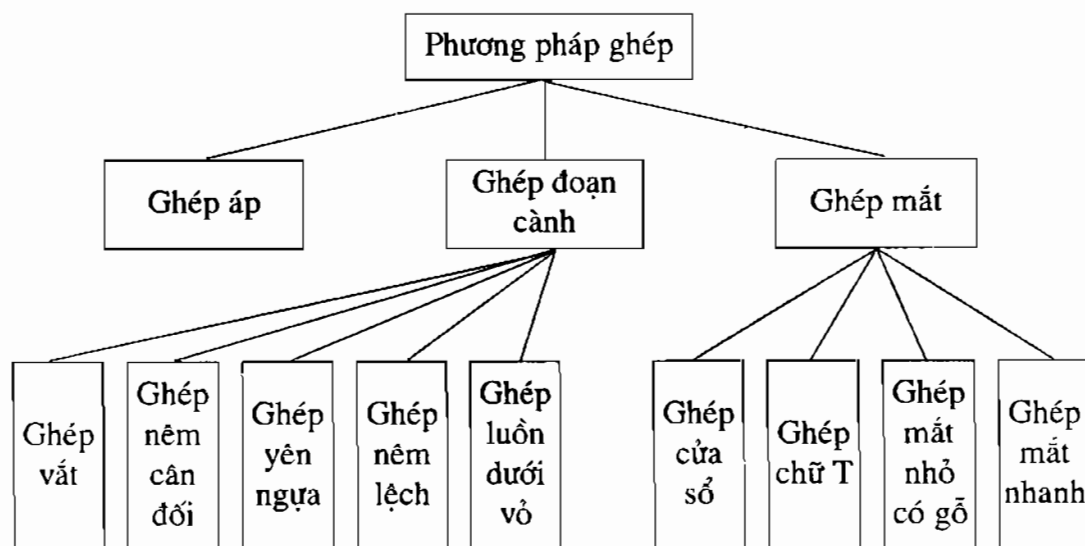 Phương pháp ghép
Ghép áp
Ghép đoạn
cành
Ghép mắt
Ghép
vắt
Ghép
nêm
cân
đối
Ghép
yên
ngựa
Ghép
nêm
lệch
Ghép
luồn
dưới
vỏ
Ghép
cửa
sổ
Ghép
chữ T
Ghép
mắt
nhỏ
có gỗ
Ghép
mắt
nhanh